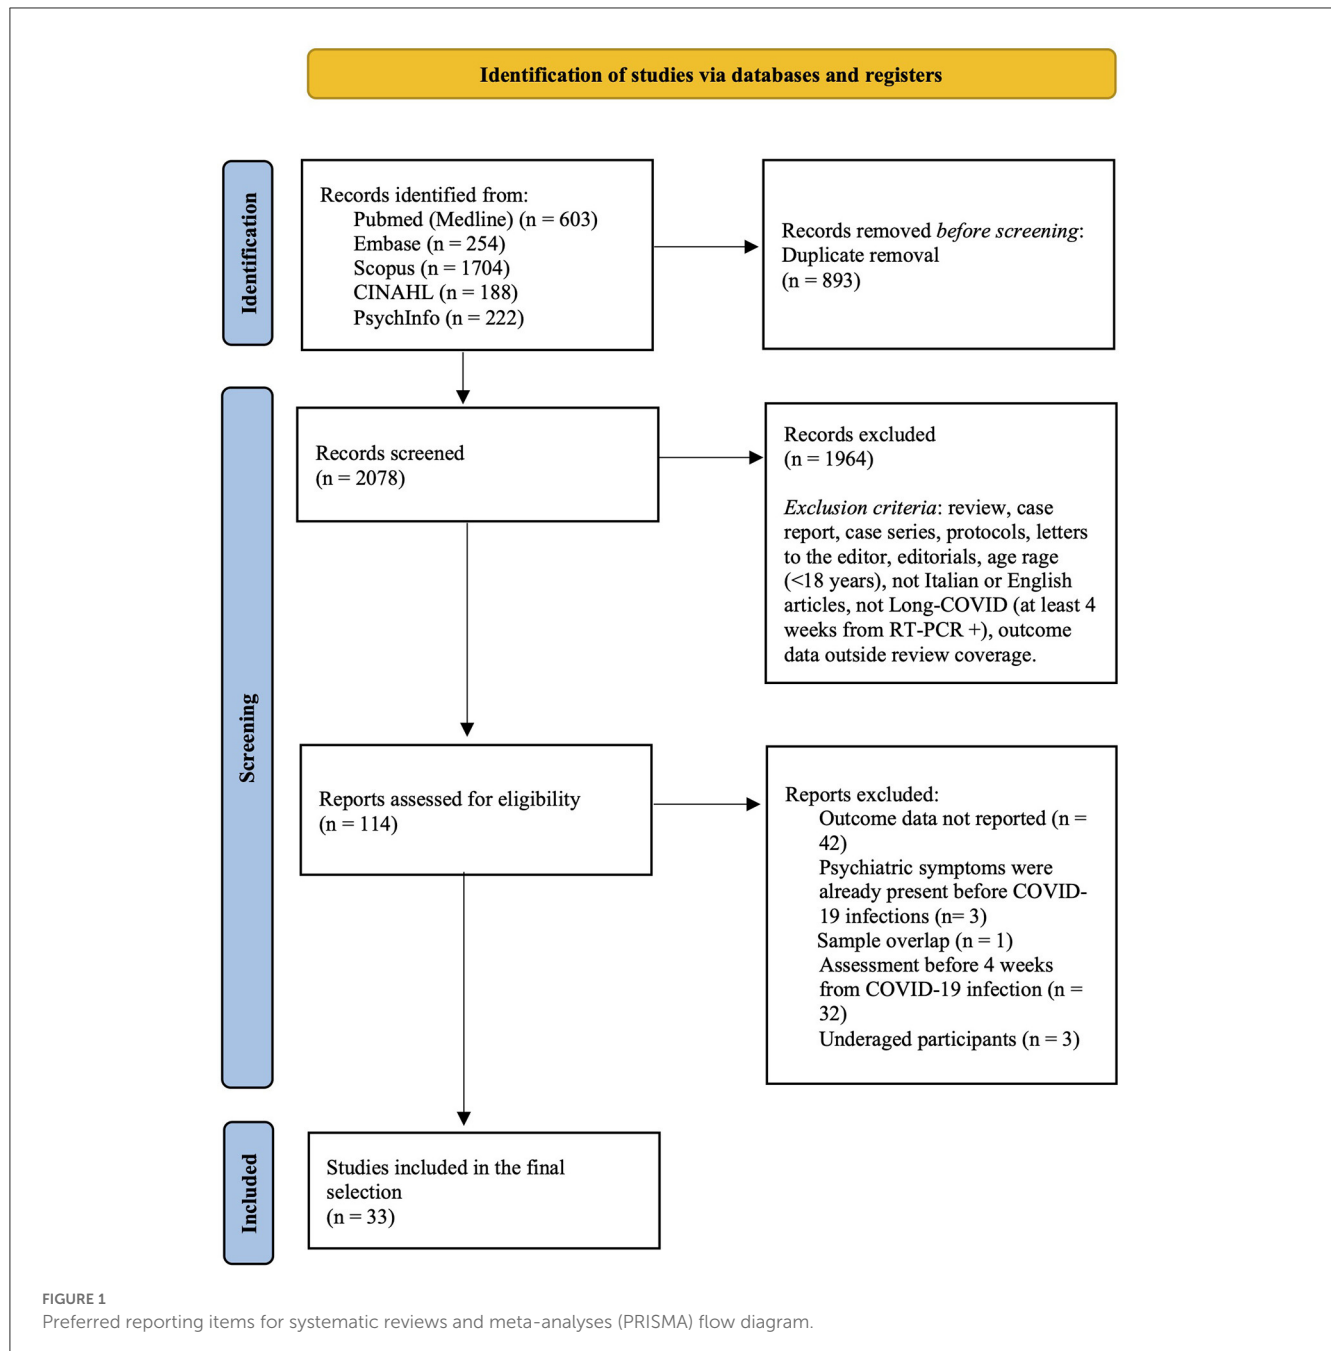 Identification of studies via databases and registers
Identification
Records identified from:
Pubmed (Medline) (n = 603)
Embase (n = 254)
Scopus (n = 1704)
CINAHL (n = 188)
PsychInfo (n = 222)
Records removed before screening:
Duplicate removal
(n = 893)
Screening
Records screened
(n = 2078)
Records excluded
(n = 1964)
Exclusion criteria: review, case
report, case series, protocols, letters
to the editor, editorials, age rage
(<18 years), not Italian or English
articles, not Long-COVID (at least 4
weeks from RT-PCR +), outcome
data outside review coverage.
Reports assessed for eligibility
(n = 114)
Reports excluded:
Outcome data not reported (n =
42)
Psychiatric symptoms were
already present before COVID-
19 infections (n= 3)
Sample overlap (n = 1)
Assessment before 4 weeks
from COVID-19 infection (n =
32)
Underaged participants (n = 3)
Included
Studies included in the final
selection
(n = 33)
FIGURE 1
Preferred reporting items for systematic reviews and meta-analyses (PRISMA) flow diagram.